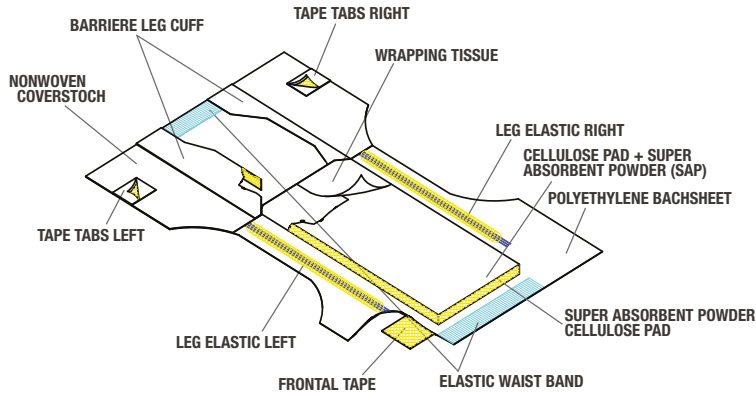 TAPE TABS RIGHT
BARRIERE LEG CUFF
WRAPPING TISSUE
NONWOVEN
COVERSTOCH
LEG ELASTIC RIGHT
CELLULOSE PAD + SUPER
ABSORBENT POWDER (SAP)
POLYETHYLENE BACHSHEET
TAPE TABS LEFT
SUPER ABSORBENT POWDER
CELLULOSE PAD
LEG ELASTIC LEFT
FRONTAL TAPE
ELASTIC WAIST BAND